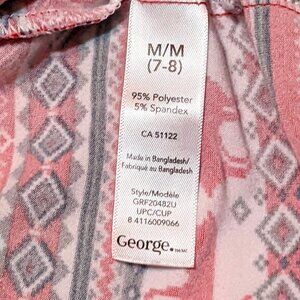 M/M
(7-8)
95% Polyester
5% Spandex
CA 51122
Made in Bangladesh/
Fabriqué au Bangladesh
Style/Modèle
GRF20482U
UPC/CUP
8 4116009066
George.